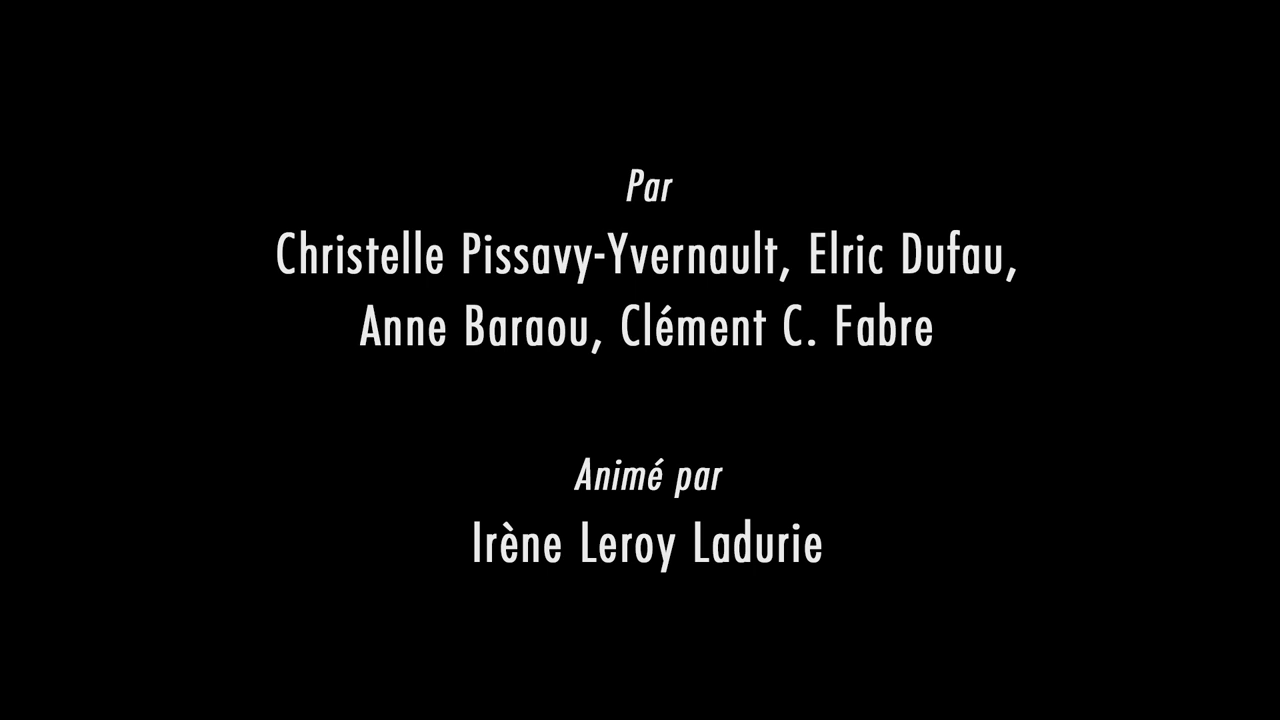 Par
Christelle Pissavy-Yvernault, Elric Dufau,
Anne Baraou, Clément C. Fabre
Animé par
Irène Leroy Ladurie